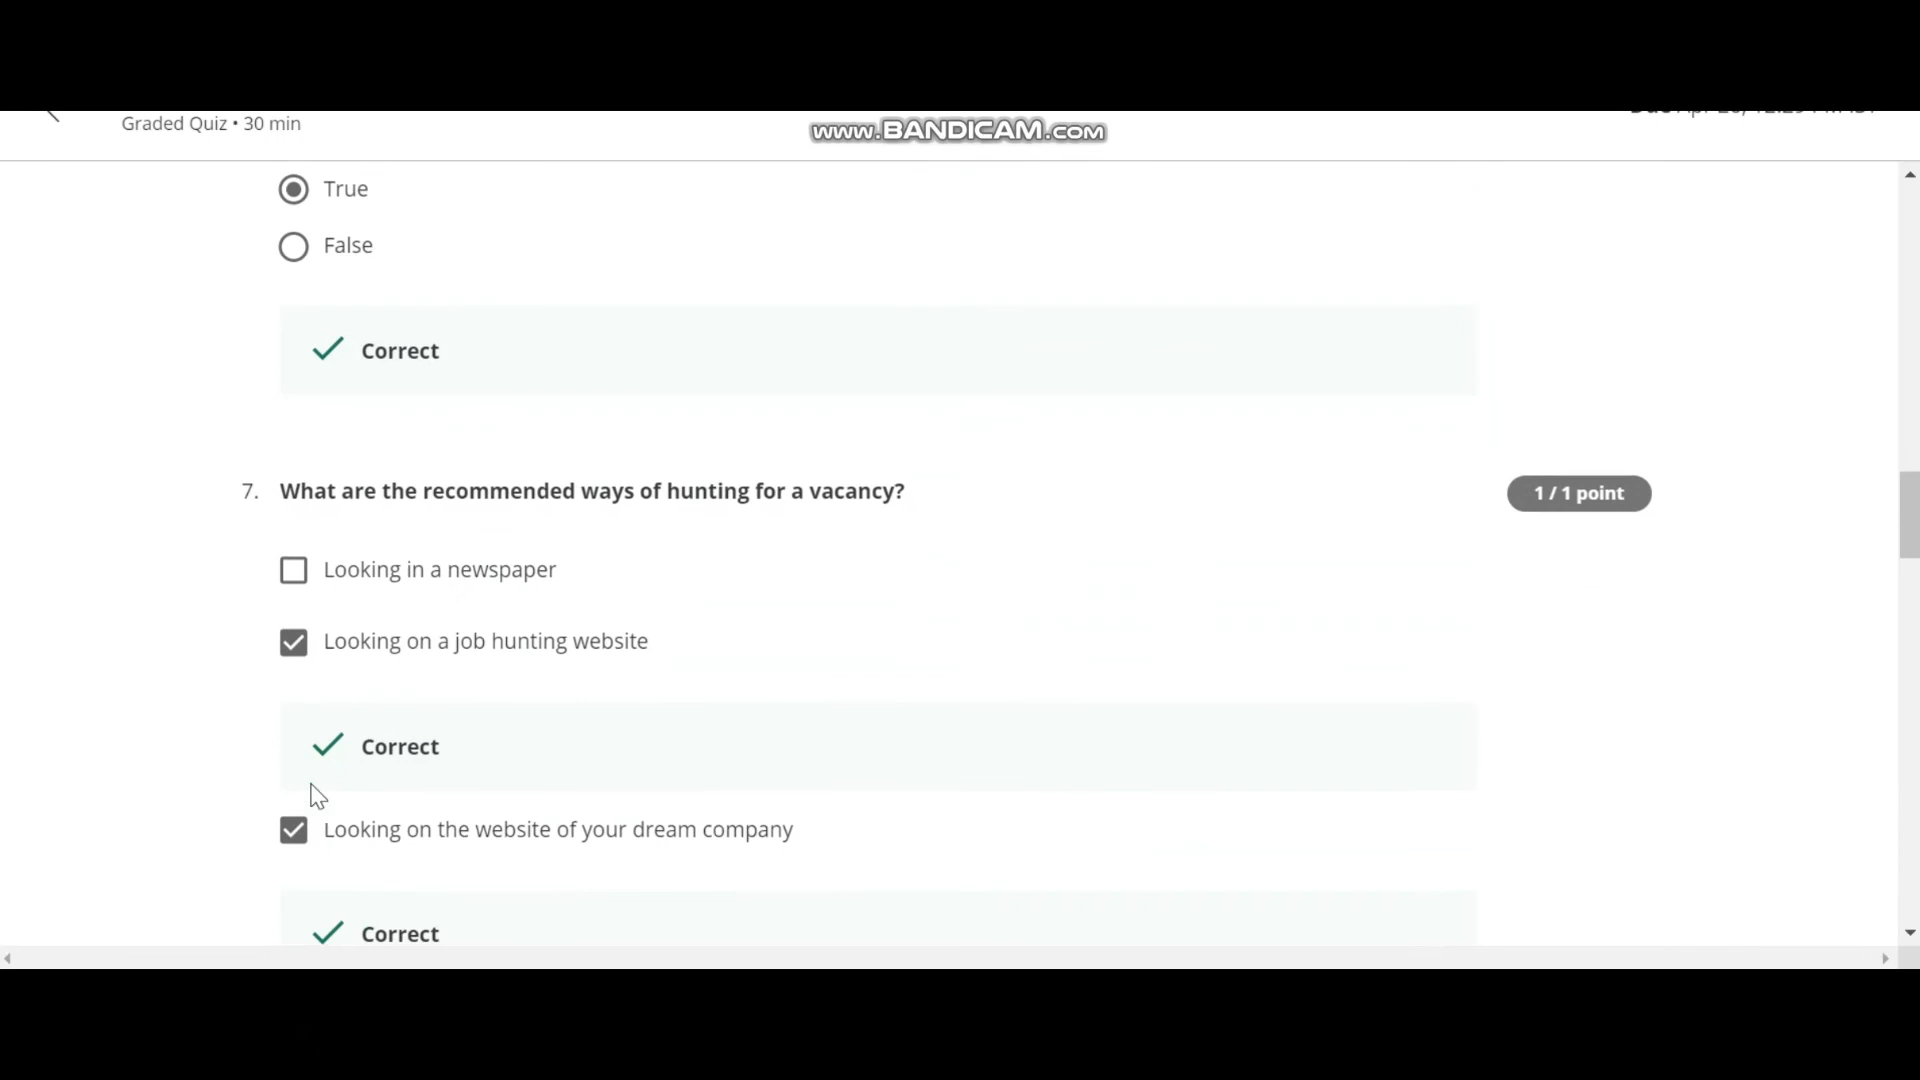 Graded Quiz • 30 min
www.BANDICAM.com
True
False
Correct
7. What are the recommended ways of hunting for a vacancy?
1 / 1 point
Looking in a newspaper
Looking on a job hunting website
Correct
Looking on the website of your dream company
Correct